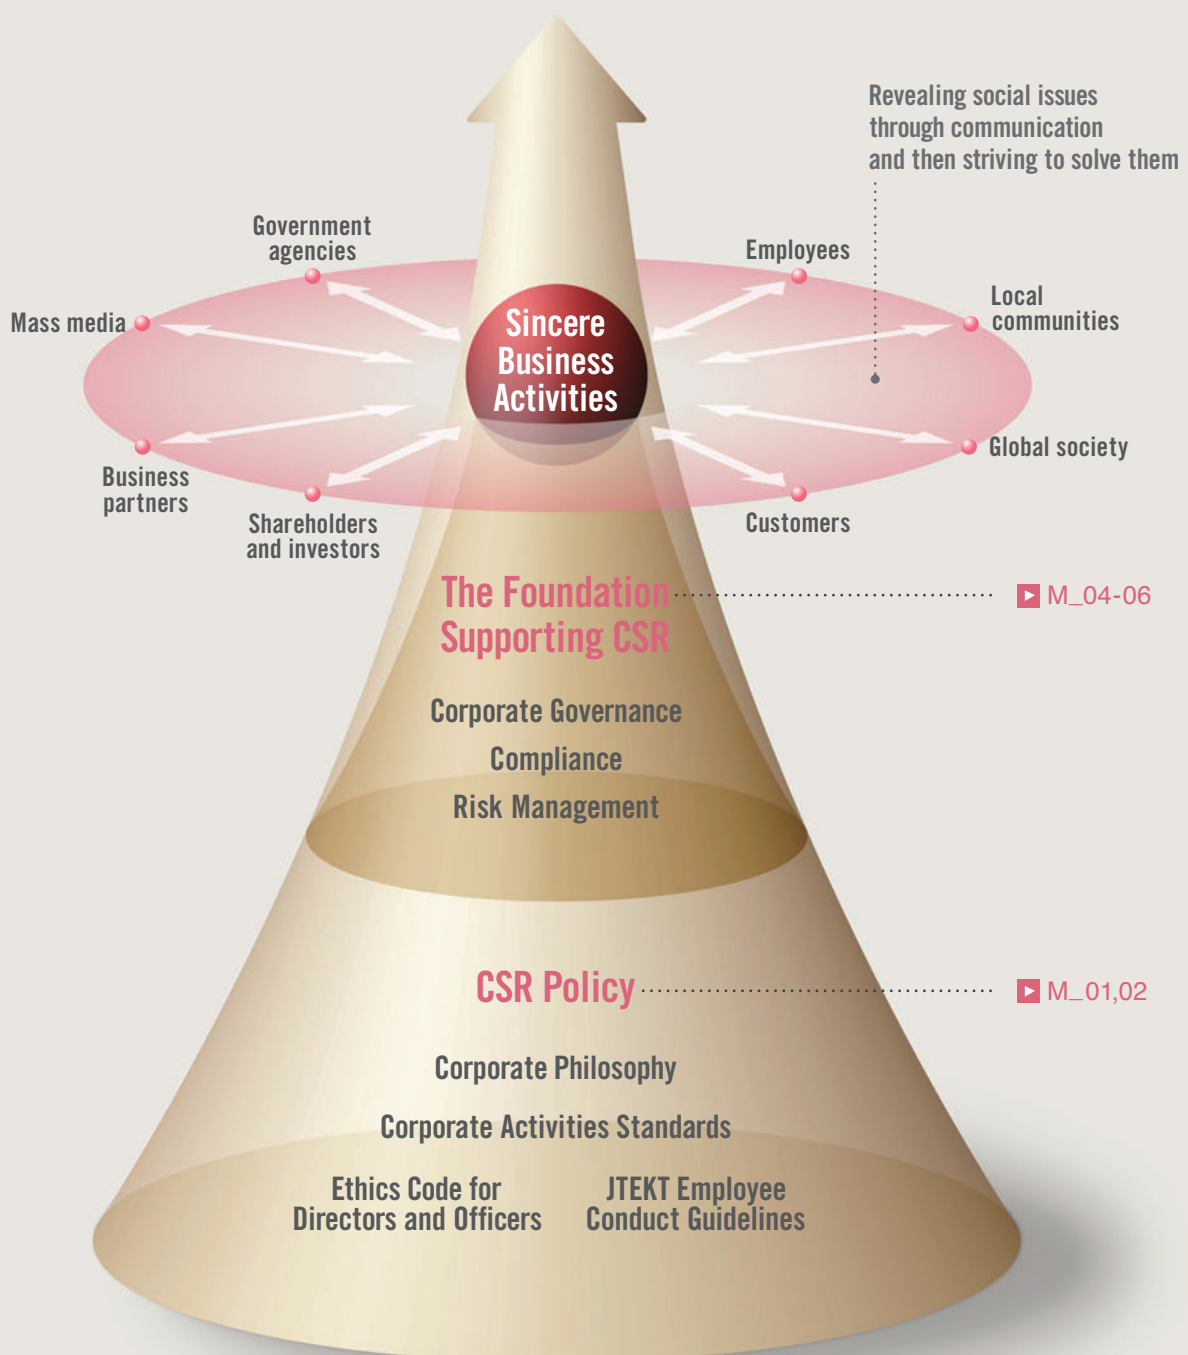 Revealing social issues
through communication
and then striving to solve them
Government
agencies
Employees
Mass media
Local
communities
Sincere
Business
Activities
Business
partners
Global society
Shareholders
and investors
Customers
The Foundation
Supporting CSR
M_04-06
Corporate Governance
Compliance
Risk Management
CSR Policy
M_01,02
Corporate Philosophy
Corporate Activities Standards
Ethics Code for
Directors and Officers
JTEKT Employee
Conduct Guidelines